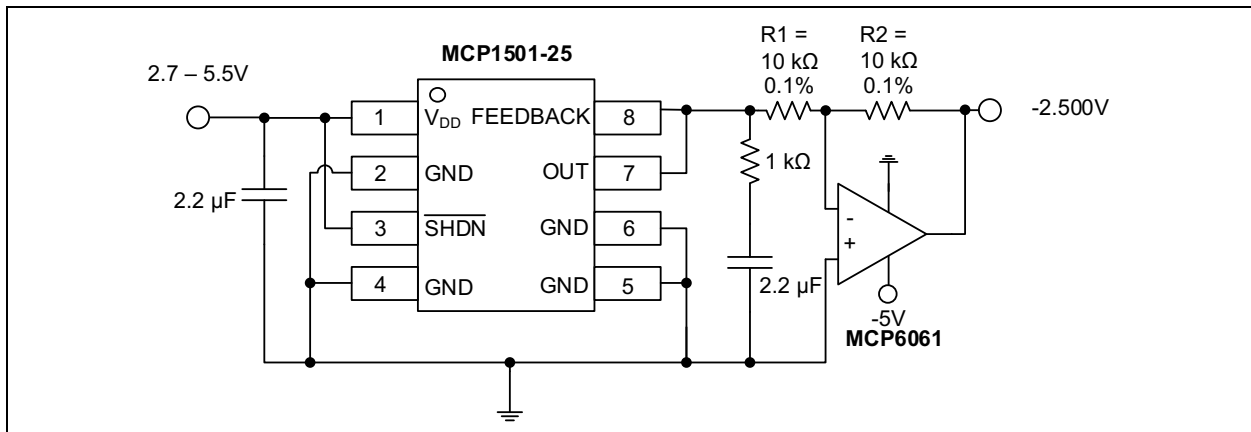 MCP1501-25
2.7 – 5.5V
2.2 µF
1
2
3
4
V_DD
GND
SHDN
GND
FEEDBACK
OUT
GND
GND
8
7
6
5
R1 =
10 kΩ
0.1%
R2 =
10 kΩ
0.1%
1 kΩ
2.2 µF
-
+
-5V
MCP6061
-2.500V